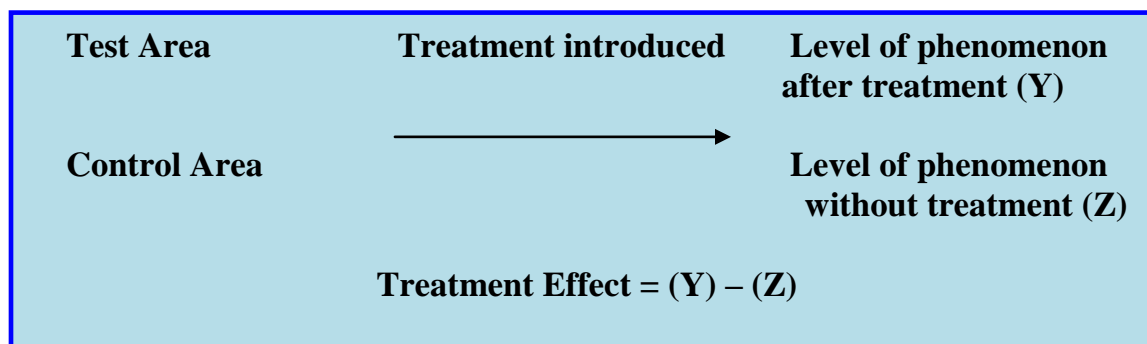 Test Area Treatment introduced Level of phenomenon
after treatment (Y)
Control Area Level of phenomenon
without treatment (Z)
Treatment Effect = (Y) – (Z)